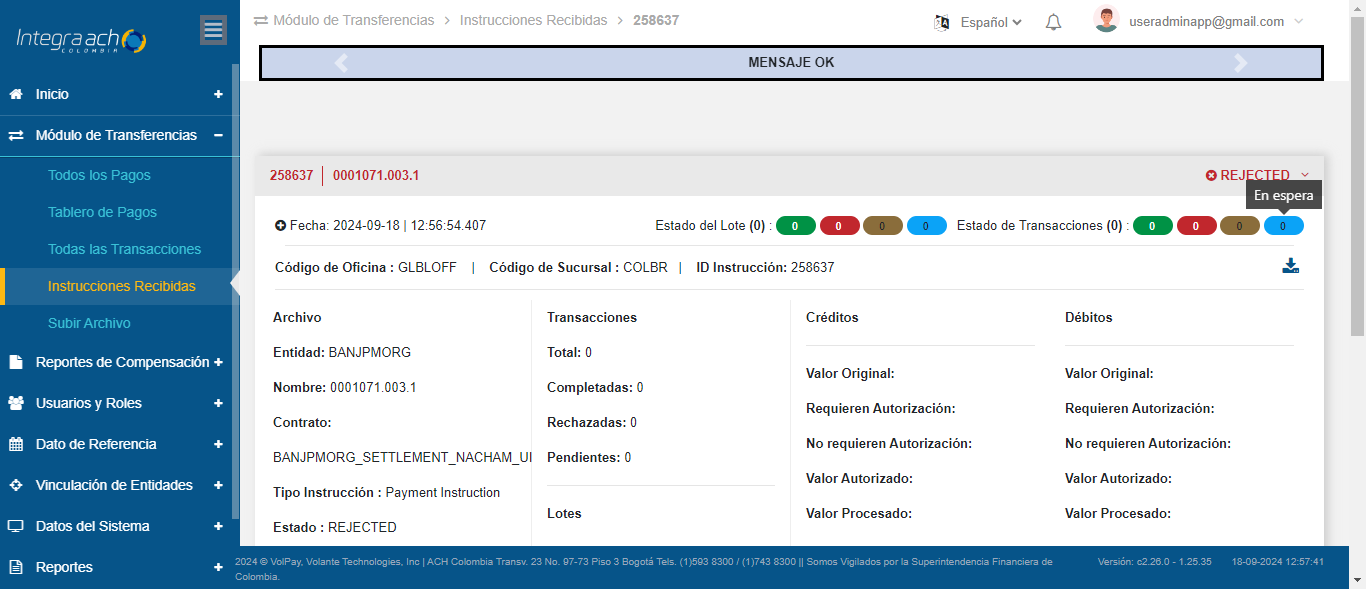 Integra ach
COLOMBIA
Módulo de Transferencias > Instrucciones Recibidas > 258637
Español
useradminapp@gmail.com
MENSAJE OK
Inicio +
Módulo de Transferencias −
Todos los Pagos
Tablero de Pagos
Todas las Transacciones
Instrucciones Recibidas
Subir Archivo
Reportes de Compensación +
Usuarios y Roles +
Dato de Referencia +
Vinculación de Entidades +
Datos del Sistema +
Reportes +
258637 | 0001071.003.1
REJECTED
En espera
Fecha: 2024-09-18 | 12:56:54.407
Estado del Lote (0) : 0 0 0 0
Estado de Transacciones (0) : 0 0 0 0
Código de Oficina : GLBLOFF | Código de Sucursal : COLBR | ID Instrucción: 258637
Archivo
Entidad: BANJPMORG
Nombre: 0001071.003.1
Contrato:
BANJPMORG_SETTLEMENT_NACHAM_U
Tipo Instrucción : Payment Instruction
Estado : REJECTED
Transacciones
Total: 0
Completadas: 0
Rechazadas: 0
Pendientes: 0
Lotes
Créditos
Valor Original:
Requieren Autorización:
No requieren Autorización:
Valor Autorizado:
Valor Procesado:
Débitos
Valor Original:
Requieren Autorización:
No requieren Autorización:
Valor Autorizado:
Valor Procesado:
2024 © VolPay, Volante Technologies, Inc | ACH Colombia Transv. 23 No. 97-73 Piso 3 Bogotá Tels. (1)593 8300 / (1)743 8300 || Somos Vigilados por la Superintendencia Financiera de
Colombia.
Versión: c2.26.0 - 1.25.35
18-09-2024 12:57:41